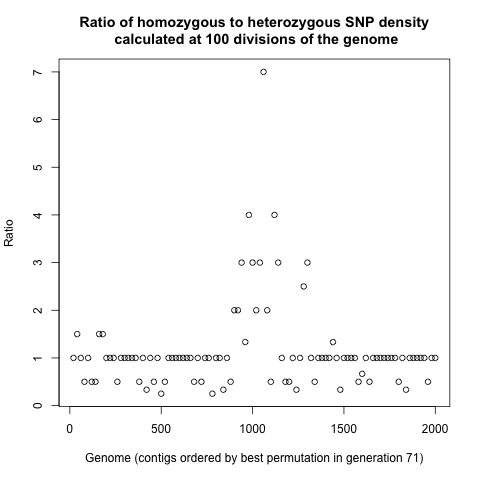 Ratio of homozygous to heterozygous SNP density
calculated at 100 divisions of the genome
7
6
5
4
3
2
1
0
Ratio
0 500 1000 1500 2000
Genome (contigs ordered by best permutation in generation 71)